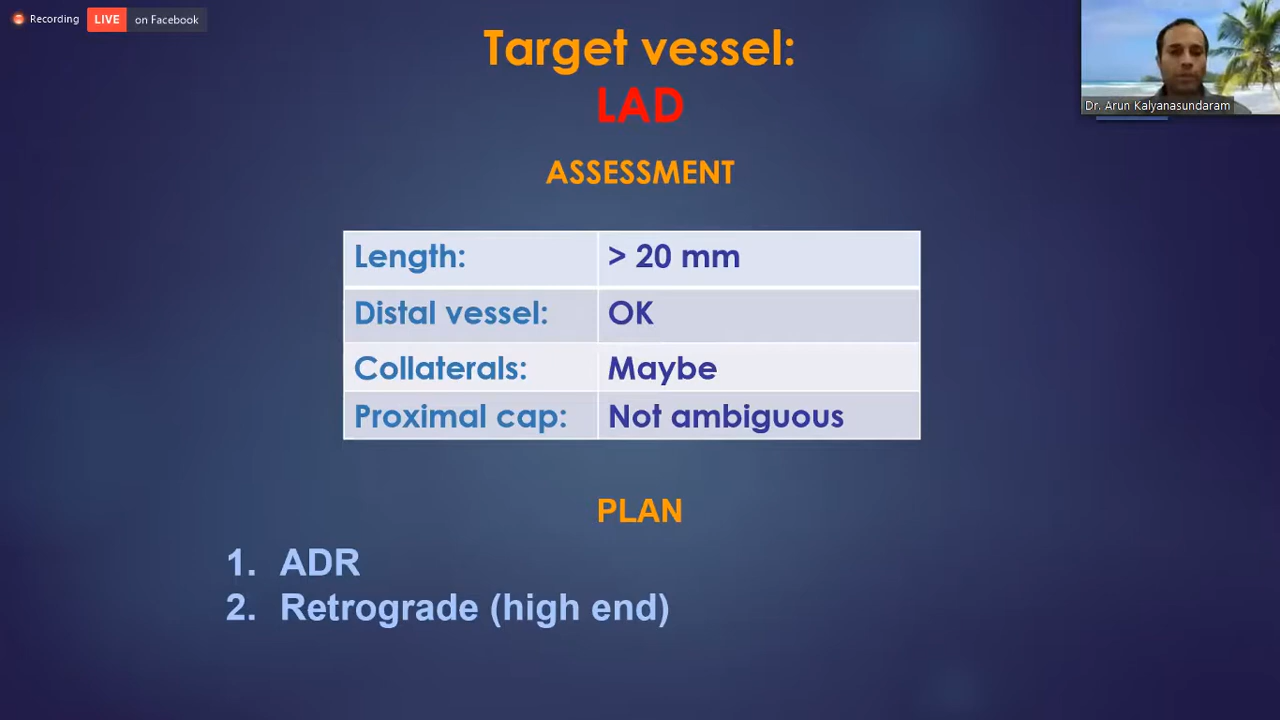 Recording LIVE on Facebook
Target vessel:
LAD
Dr. Arun Kalyanasundaram
ASSESSMENT
Length: > 20 mm
Distal vessel: OK
Collaterals: Maybe
Proximal cap: Not ambiguous
PLAN
1. ADR
2. Retrograde (high end)